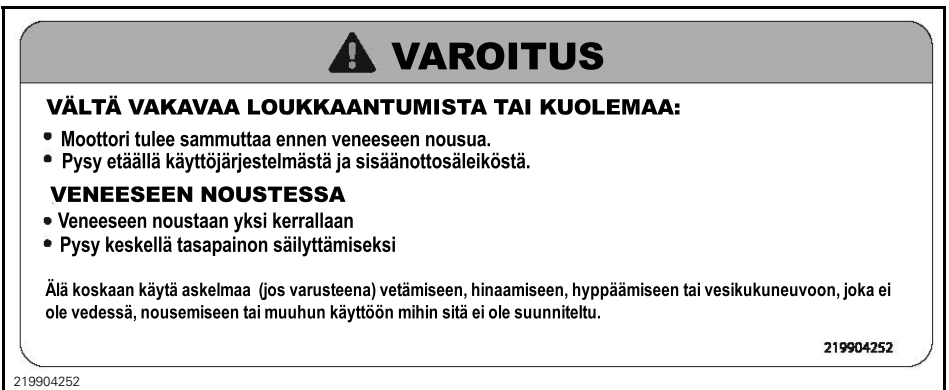 VAROITUS
VÄLTÄ VAKAVAA LOUKKAANTUMISTA TAI KUOLEMAA:
• Moottori tulee sammuttaa ennen veneeseen nousua.
• Pysy etäällä käyttöjärjestelmästä ja sisäänottosäleiköstä.
VENEESEEN NOUSTESSA
• Veneeseen noustaan yksi kerrallaan
• Pysy keskellä tasapainon säilyttämiseksi
Älä koskaan käytä askelmaa (jos varusteena) vetämiseen, hinaamiseen, hyppäämiseen tai vesikukuneuvoon, joka ei
ole vedessä, nousemiseen tai muuhun käyttöön mihin sitä ei ole suunniteltu.
219904252
219904252